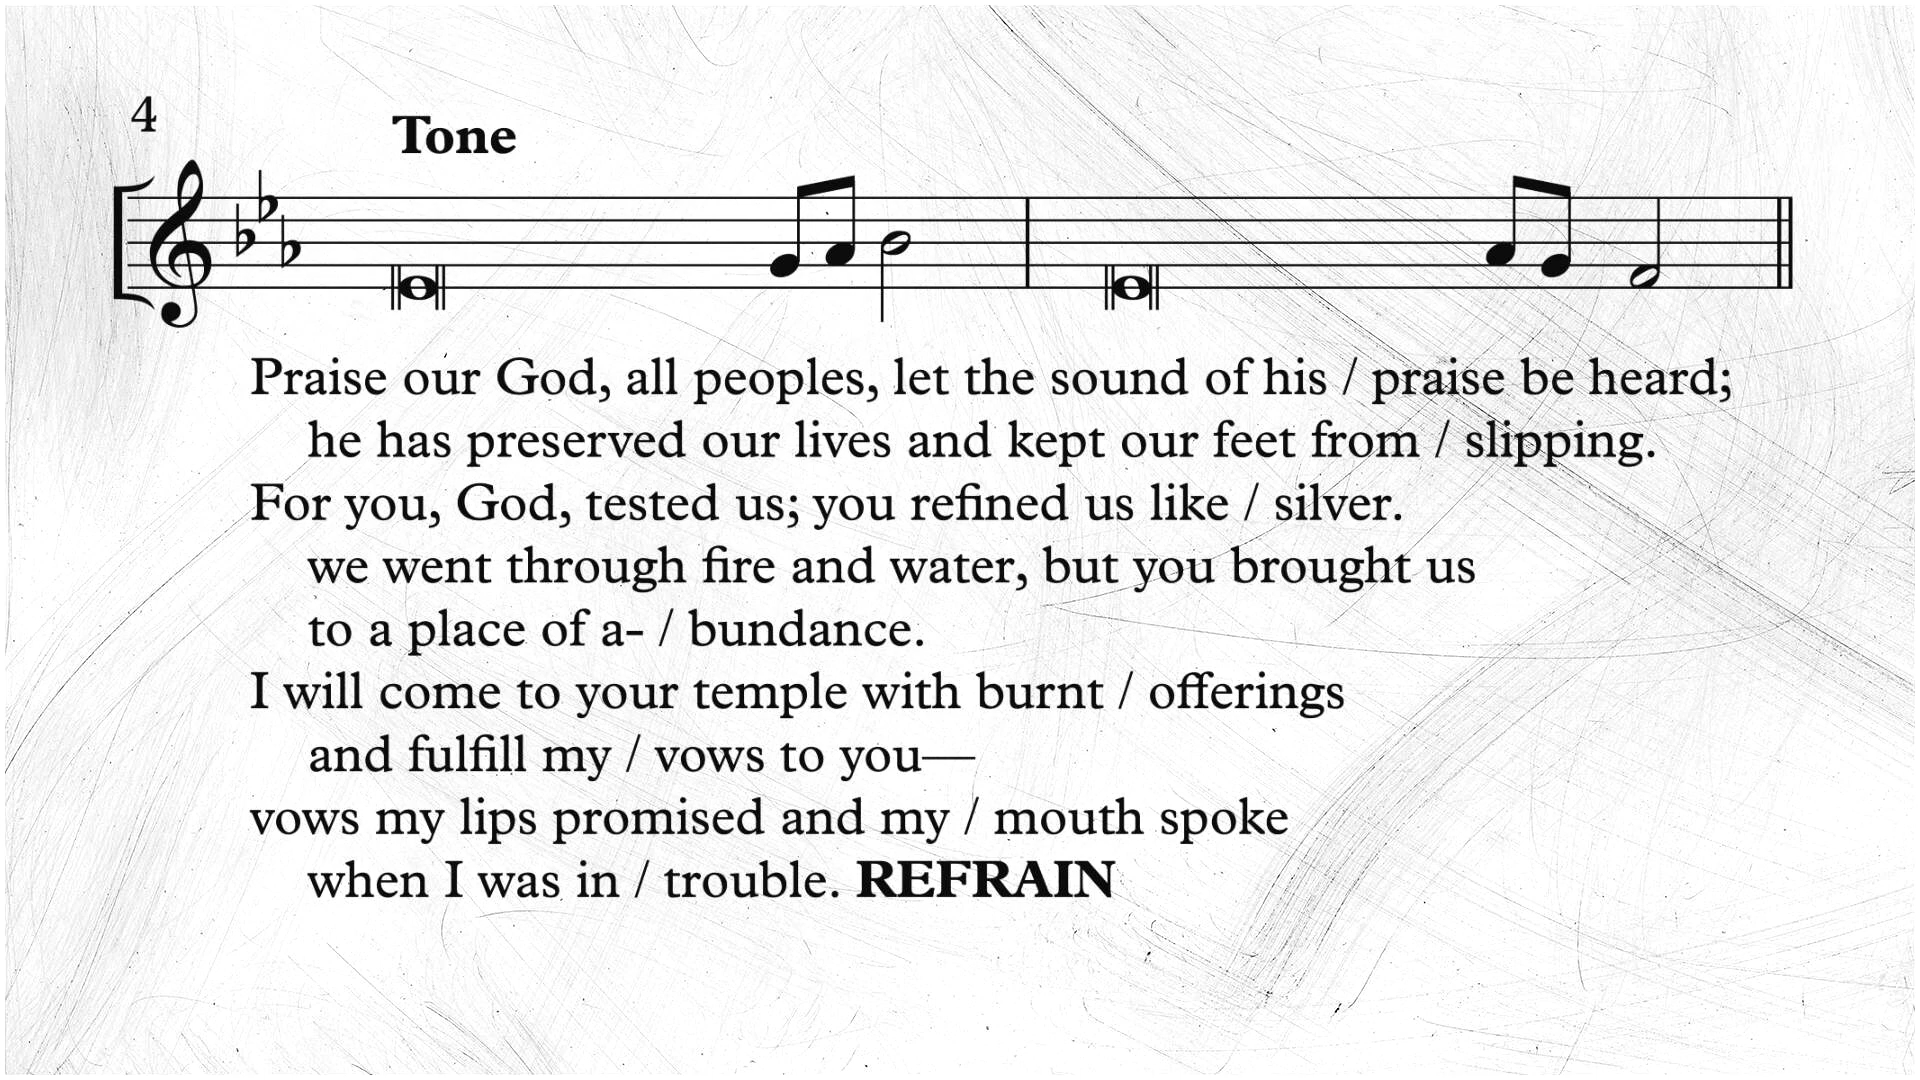 4
Tone
Praise our God, all peoples, let the sound of his / praise be heard;
he has preserved our lives and kept our feet from / slipping.
For you, God, tested us; you refined us like / silver.
we went through fire and water, but you brought us
to a place of a- / bundance.
I will come to your temple with burnt / offerings
and fulfill my / vows to you—
vows my lips promised and my / mouth spoke
when I was in / trouble. REFRAIN